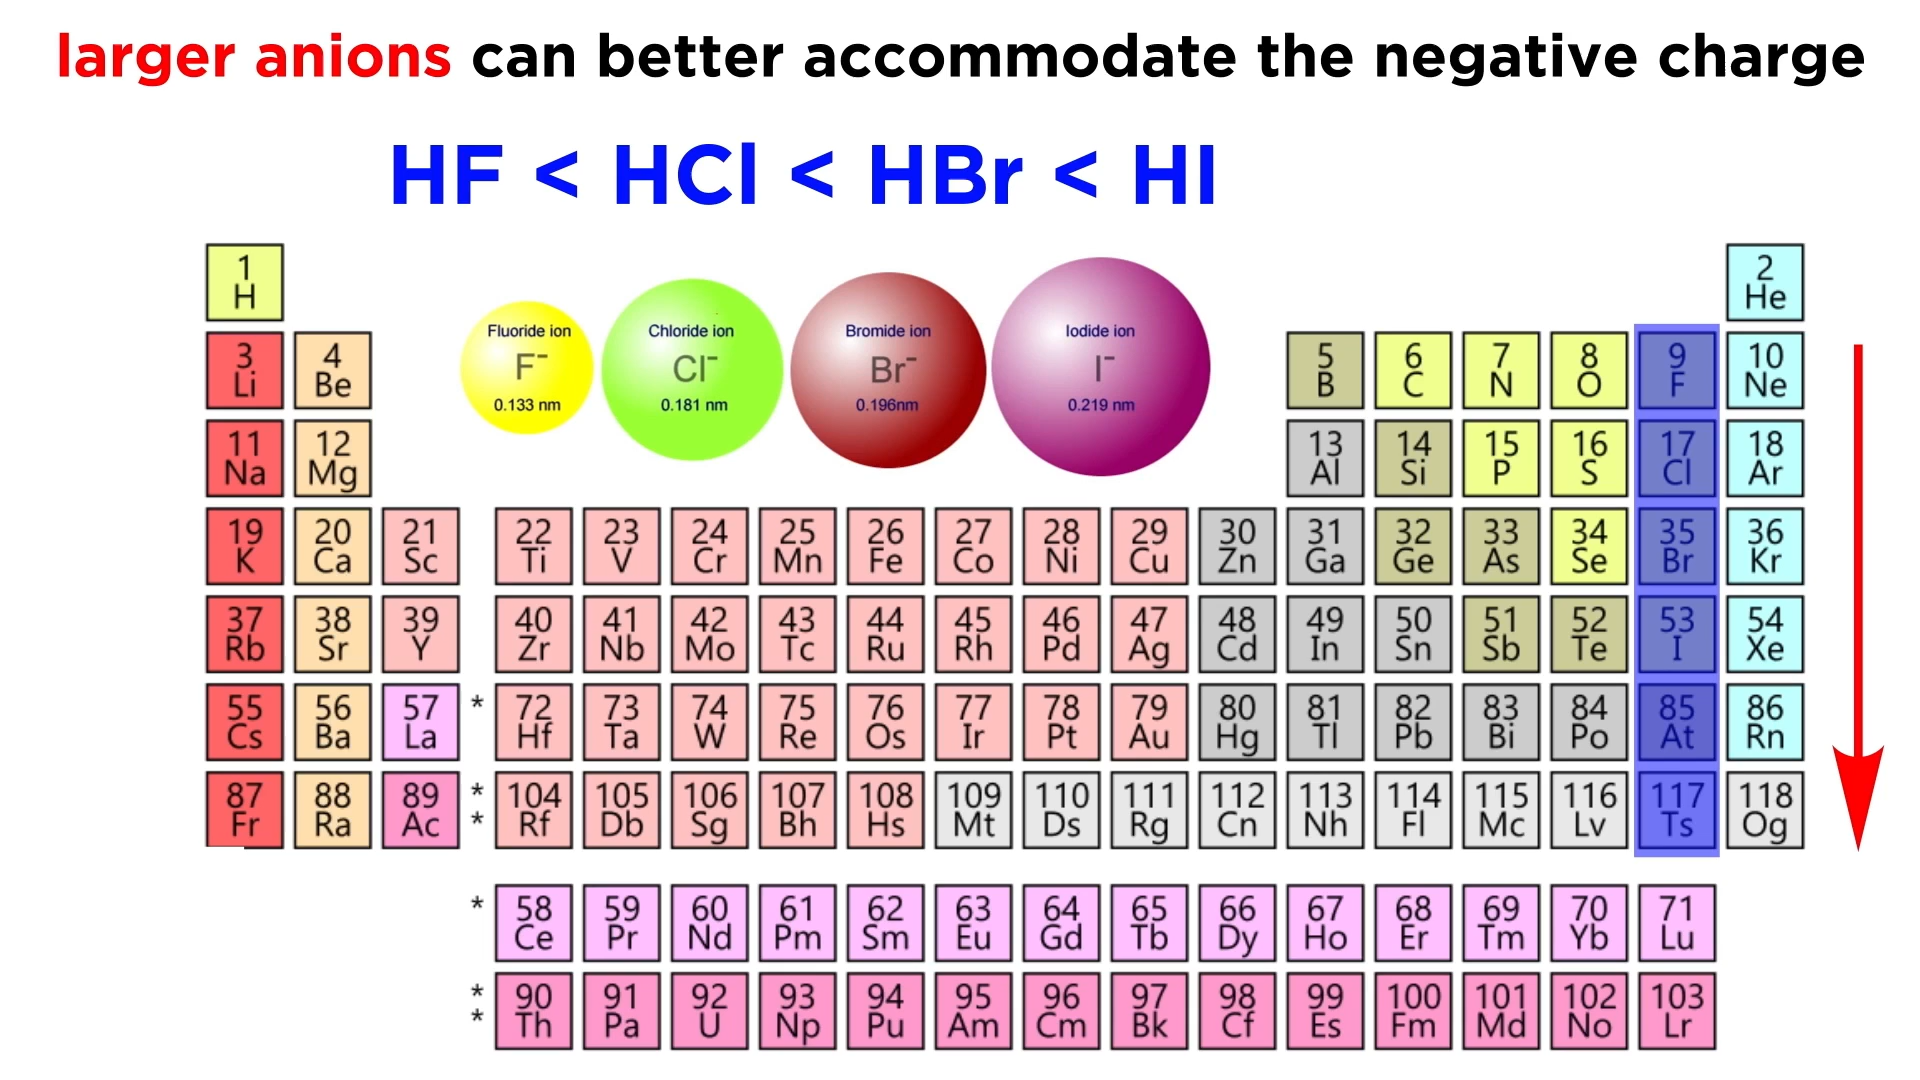 larger anions can better accommodate the negative charge
HF < HCl < HBr < HI
1 2
H He
Fluoride ion Chloride ion Bromide ion Iodide ion
F⁻ Cl⁻ Br⁻ I⁻
0.133 nm 0.181 nm 0.196nm 0.219 nm
3 4 5 6 7 8 9 10
Li Be B C N O F Ne
11 12 13 14 15 16 17 18
Na Mg Al Si P S Cl Ar
19 20 21 22 23 24 25 26 27 28 29 30 31 32 33 34 35 36
K Ca Sc Ti V Cr Mn Fe Co Ni Cu Zn Ga Ge As Se Br Kr
37 38 39 40 41 42 43 44 45 46 47 48 49 50 51 52 53 54
Rb Sr Y Zr Nb Mo Tc Ru Rh Pd Ag Cd In Sn Sb Te I Xe
55 56 57 * 72 73 74 75 76 77 78 79 80 81 82 83 84 85 86
Cs Ba La Hf Ta W Re Os Ir Pt Au Hg Tl Pb Bi Po At Rn
87 88 89 * 104 105 106 107 108 109 110 111 112 113 114 115 116 117 118
Fr Ra Ac * Rf Db Sg Bh Hs Mt Ds Rg Cn Nh Fl Mc Lv Ts Og
* 58 59 60 61 62 63 64 65 66 67 68 69 70 71
Ce Pr Nd Pm Sm Eu Gd Tb Dy Ho Er Tm Yb Lu
* 90 91 92 93 94 95 96 97 98 99 100 101 102 103
* Th Pa U Np Pu Am Cm Bk Cf Es Fm Md No Lr